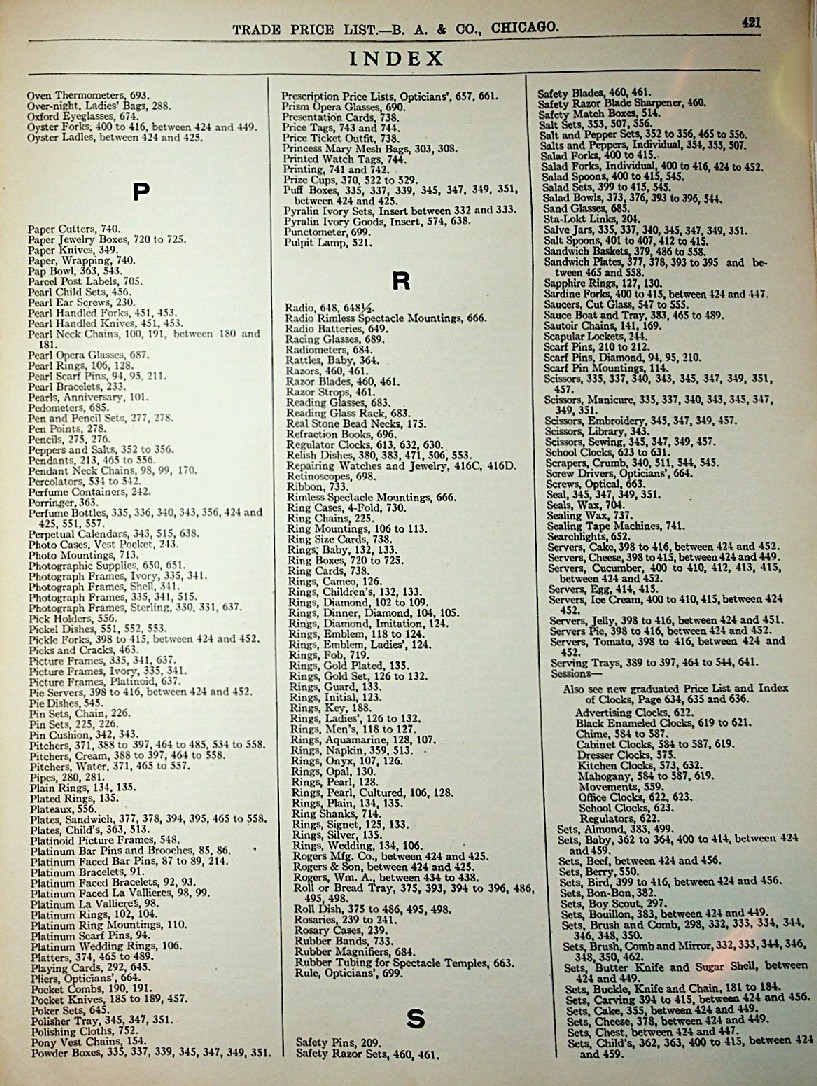 TRADE PRICE LIST.—B. A. & CO., CHICAGO.
421
INDEX
Oven Thermometers, 693.
Over-night, Ladies' Bags, 288.
Oxford Eyeglasses, 674.
Oyster Forks, 400 to 416, between 424 and 449.
Oyster Ladles, between 424 and 425.
P
Paper Cutters, 740.
Paper Jewelry Boxes, 720 to 725.
Paper Knives, 349.
Paper, Wrapping, 740.
Pap Bowl, 363, 543.
Parcel Post Labels, 705.
Pearl Child Sets, 456.
Pearl Ear Screws, 230.
Pearl Handled Forks, 451, 453.
Pearl Handled Knives, 451, 453.
Pearl Neck Chains, 100, 191, between 180 and
181.
Pearl Opera Glasses, 687.
Pearl Rings, 106, 128.
Pearl Scarf Pins, 94, 95, 211.
Pearl Bracelets, 233.
Pearls, Anniversary, 101.
Pedometers, 685.
Pen and Pencil Sets, 277, 278.
Pen Points, 278.
Pencils, 275, 276.
Peppers and Salts, 352 to 356.
Pendants, 213, 465 to 556.
Pendant Neck Chains, 98, 99, 170.
Percolators, 534 to 542.
Perfume Containers, 242.
Porringer, 363.
Perfume Bottles, 335, 336, 340, 343, 356, 424 and
425, 551, 557.
Perpetual Calendars, 343, 515, 638.
Photo Cases, Vest Pocket, 243.
Photo Mountings, 713.
Photographic Supplies, 650, 651.
Photograph Frames, Ivory, 335, 341.
Photograph Frames, Shell, 341.
Photograph Frames, 335, 341, 515.
Photograph Frames, Sterling, 330, 331, 637.
Pick Holders, 556.
Pickel Dishes, 551, 552, 553.
Pickle Forks, 398 to 415, between 424 and 452.
Picks and Cracks, 463.
Picture Frames, 335, 341, 637.
Picture Frames, Ivory, 335, 341.
Picture Frames, Platinoid, 637.
Pie Servers, 398 to 416, between 424 and 452.
Pie Dishes, 545.
Pin Sets, Chain, 226.
Pin Sets, 225, 226.
Pin Cushion, 342, 343.
Pitchers, 371, 388 to 397, 464 to 485, 534 to 558.
Pitchers, Cream, 388 to 397, 464 to 558.
Pitchers, Water, 371, 465 to 557.
Pipes, 280, 281.
Plain Rings, 134, 135.
Plated Rings, 135.
Plateaux, 556.
Plates, Sandwich, 377, 378, 394, 395, 465 to 558.
Plates, Child's, 363, 513.
Platinoid Picture Frames, 548.
Platinum Bar Pins and Brooches, 85, 86.
Platinum Faced Bar Pins, 87 to 89, 214.
Platinum Bracelets, 91.
Platinum Faced Bracelets, 92, 93.
Platinum Faced La Vallieres, 98, 99.
Platinum La Vallieres, 98.
Platinum Rings, 102, 104.
Platinum Ring Mountings, 110.
Platinum Scarf Pins, 94.
Platinum Wedding Rings, 106.
Platters, 374, 465 to 489.
Playing Cards, 292, 645.
Pliers, Opticians', 664.
Pocket Combs, 190, 191.
Pocket Knives, 185 to 189, 457.
Poker Sets, 645.
Polisher Tray, 345, 347, 351.
Polishing Cloths, 752.
Pony Vest Chains, 154.
Powder Boxes, 335, 337, 339, 345, 347, 349, 351.
Prescription Price Lists, Opticians', 657, 661.
Prism Opera Glasses, 690.
Presentation Cards, 738.
Price Tags, 743 and 744.
Price Ticket Outfit, 738.
Princess Mary Mesh Bags, 303, 308.
Printed Watch Tags, 744.
Printing, 741 and 742.
Prize Cups, 370, 522 to 529.
Puff Boxes, 335, 337, 339, 345, 347, 349, 351,
between 424 and 425.
Pyralin Ivory Sets, Insert between 332 and 333.
Pyralin Ivory Goods, Insert, 574, 638.
Punctometer, 699.
Pulpit Lamp, 521.
R
Radio, 648, 648½.
Radio Rimless Spectacle Mountings, 666.
Radio Batteries, 649.
Racing Glasses, 689.
Radiometers, 684.
Rattles, Baby, 364.
Razors, 460, 461.
Razor Blades, 460, 461.
Razor Strops, 461.
Reading Glasses, 683.
Reading Glass Rack, 683.
Real Stone Bead Necks, 175.
Refraction Books, 696.
Regulator Clocks, 613, 632, 630.
Relish Dishes, 380, 383, 471, 506, 553.
Repairing Watches and Jewelry, 416C, 416D.
Retinoscopes, 698.
Ribbon, 733.
Rimless Spectacle Mountings, 666.
Ring Cases, 4-Fold, 730.
Ring Chains, 225.
Ring Mountings, 106 to 113.
Ring Size Cards, 738.
Rings, Baby, 132, 133.
Ring Boxes, 720 to 725.
Ring Cards, 738.
Rings, Cameo, 126.
Rings, Children's, 132, 133.
Rings, Diamond, 102 to 109.
Rings, Dinner, Diamond, 104, 105.
Rings, Diamond, Imitation, 124.
Rings, Emblem, 118 to 124.
Rings, Emblem, Ladies', 124.
Rings, Fob, 719.
Rings, Gold Plated, 135.
Rings, Gold Set, 126 to 132.
Rings, Guard, 133.
Rings, Initial, 123.
Rings, Key, 188.
Rings, Ladies', 126 to 132.
Rings, Men's, 118 to 127.
Rings, Aquamarine, 128, 107.
Rings, Napkin, 359, 513.
Rings, Onyx, 107, 126.
Rings, Opal, 130.
Rings, Pearl, 128.
Rings, Pearl, Cultured, 106, 128.
Rings, Plain, 134, 135.
Ring Shanks, 714.
Rings, Signet, 125, 133.
Rings, Silver, 135.
Rings, Wedding, 134, 106.
Rogers Mfg. Co., between 424 and 425.
Rogers & Son, between 424 and 425.
Rogers, Wm. A., between 434 to 438.
Roll or Bread Tray, 375, 393, 394 to 396, 486,
495, 498.
Roll Dish, 375 to 486, 495, 498.
Rosaries, 239 to 241.
Rosary Cases, 239.
Rubber Bands, 733.
Rubber Magnifiers, 684.
Rubber Tubing for Spectacle Temples, 663.
Rule, Opticians', 699.
S
Safety Pins, 209.
Safety Razor Sets, 460, 461.
Safety Blades, 460, 461.
Safety Razor Blade Sharpener, 460.
Safety Match Boxes, 514.
Salt Sets, 353, 507, 556.
Salt and Pepper Sets, 352 to 356, 465 to 556.
Salts and Peppers, Individual, 354, 355, 507.
Salad Forks, 400 to 415.
Salad Forks, Individual, 400 to 416, 424 to 452.
Salad Spoons, 400 to 415, 545.
Salad Sets, 399 to 415, 545.
Salad Bowls, 373, 376, 393 to 396, 544.
Sand Glasses, 685.
Sta-Lokt Links, 204.
Salve Jars, 335, 337, 340, 345, 347, 349, 351.
Salt Spoons, 401 to 407, 412 to 415.
Sandwich Baskets, 379, 486 to 558.
Sandwich Plates, 377, 378, 393 to 395 and be-
tween 465 and 558.
Sapphire Rings, 127, 130.
Sardine Forks, 400 to 415, between 424 and 447.
Saucers, Cut Glass, 547 to 555.
Sauce Boat and Tray, 383, 465 to 489.
Sautoir Chains, 141, 169.
Scapular Lockets, 244.
Scarf Pins, 210 to 212.
Scarf Pins, Diamond, 94, 95, 210.
Scarf Pin Mountings, 114.
Scissors, 335, 337, 340, 343, 345, 347, 349, 351,
457.
Scissors, Manicure, 335, 337, 340, 343, 345, 347,
349, 351.
Scissors, Embroidery, 345, 347, 349, 457.
Scissors, Library, 343.
Scissors, Sewing, 345, 347, 349, 457.
School Clocks, 623 to 631.
Scrapers, Crumb, 340, 511, 544, 545.
Screw Drivers, Opticians', 664.
Screws, Optical, 663.
Seal, 345, 347, 349, 351.
Seals, Wax, 704.
Sealing Wax, 737.
Sealing Tape Machines, 741.
Searchlights, 652.
Servers, Cake, 398 to 416, between 424 and 452.
Servers, Cheese, 398 to 415, between 424 and 449.
Servers, Cucumber, 400 to 410, 412, 413, 415,
between 424 and 452.
Servers, Egg, 414, 415.
Servers, Ice Cream, 400 to 410, 415, between 424
452.
Servers, Jelly, 398 to 416, between 424 and 451.
Servers Pie, 398 to 416, between 424 and 452.
Servers, Tomato, 398 to 416, between 424 and
452.
Serving Trays, 389 to 397, 464 to 544, 641.
Sessions—
Also see new graduated Price List and Index
of Clocks, Page 634, 635 and 636.
Advertising Clocks, 622.
Black Enameled Clocks, 619 to 621.
Chime, 584 to 587.
Cabinet Clocks, 584 to 587, 619.
Dresser Clocks, 575.
Kitchen Clocks, 573, 632.
Mahogany, 584 to 587, 619.
Movements, 559.
Office Clocks, 622, 623.
School Clocks, 623.
Regulators, 622.
Sets, Almond, 383, 499.
Sets, Baby, 362 to 364, 400 to 414, between 424
and 459.
Sets, Beef, between 424 and 456.
Sets, Berry, 550.
Sets, Bird, 399 to 416, between 424 and 456.
Sets, Bon-Bon, 382.
Sets, Boy Scout, 297.
Sets, Bouillon, 383, between 424 and 449.
Sets, Brush and Comb, 298, 332, 333, 334, 344,
346, 348, 350.
Sets, Brush, Comb and Mirror, 332, 333, 344, 346,
348, 350, 462.
Sets, Butter Knife and Sugar Shell, between
424 and 449.
Sets, Buckle, Knife and Chain, 181 to 184.
Sets, Carving 394 to 415, between 424 and 456.
Sets, Cake, 355, between 424 and 449.
Sets, Cheese, 378, between 424 and 449.
Sets, Chest, between 424 and 447.
Sets, Child's, 362, 363, 400 to 415, between 424
and 459.